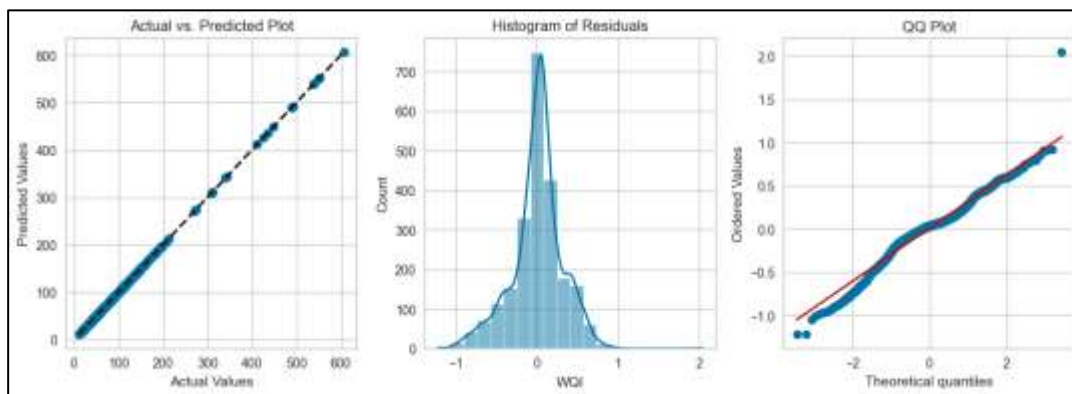 Actual vs. Predicted Plot
600
500
400
300
200
100
0
Predicted Values
0 100 200 300 400 500 600
Actual Values
Histogram of Residuals
700
600
500
400
300
200
100
0
Count
−1 0 1 2
WQI
QQ Plot
2.0
1.5
1.0
0.5
0.0
−0.5
−1.0
Ordered Values
−2 0 2
Theoretical quantiles